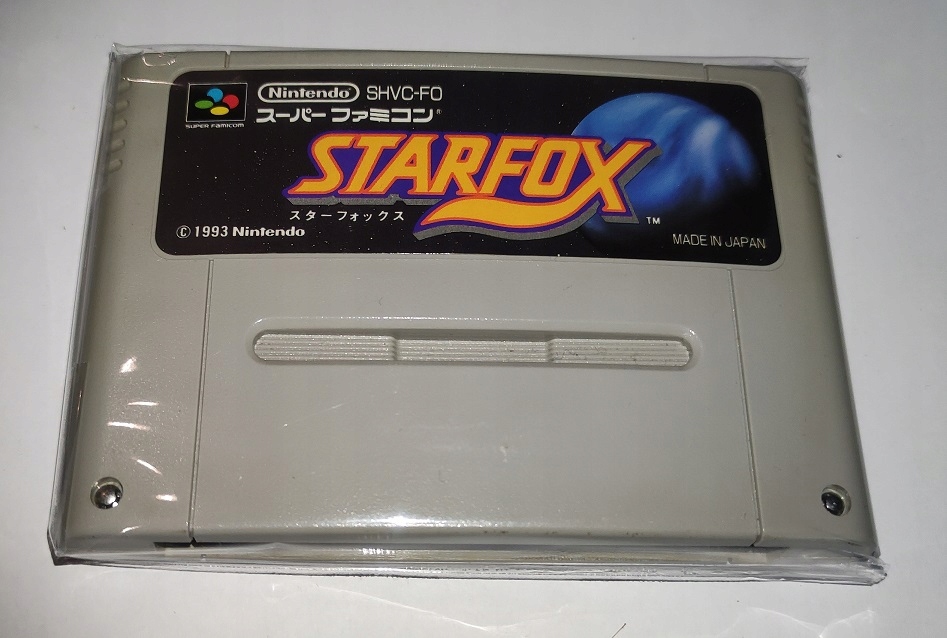 Nintendo SHVC-FO
SUPER FAMICOM
スーパーファミコン®
STARFOX
TM
スターフォックス
© 1993 Nintendo
MADE IN JAPAN